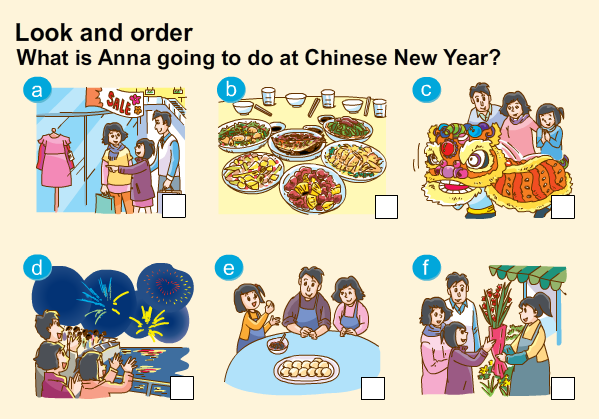 Look and order
What is Anna going to do at Chinese New Year?
a
b
c
SALE
d
e
f